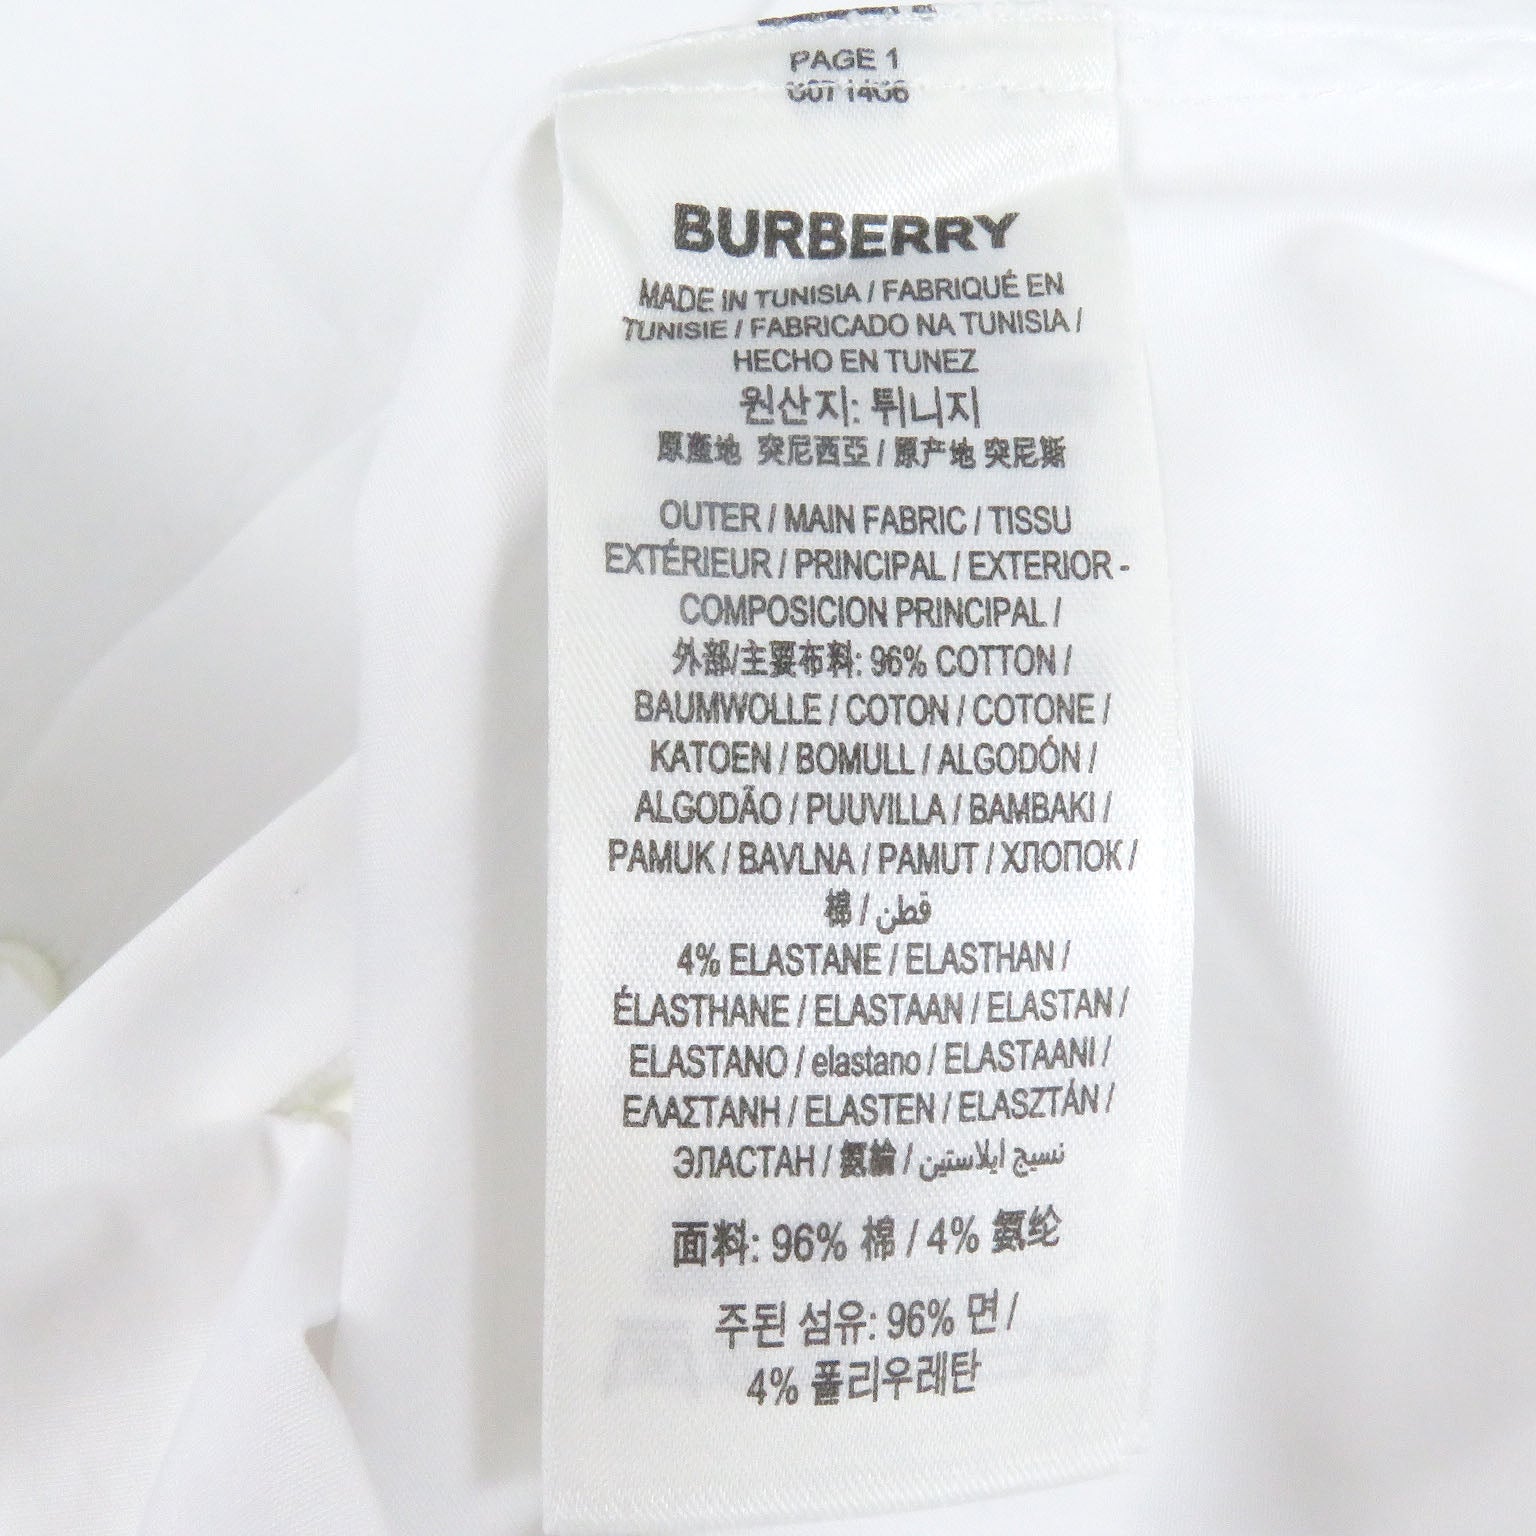 PAGE 1
BURBERRY
MADE IN TUNISIA / FABRIQUÉ EN
TUNISIE / FABRICADO NA TUNISIA /
HECHO EN TUNEZ
원산지: 튀니지
原產地 突尼西亞 / 原产地 突尼斯
OUTER / MAIN FABRIC / TISSU
EXTÉRIEUR / PRINCIPAL / EXTERIOR -
COMPOSICION PRINCIPAL /
外部/主要布料: 96% COTTON /
BAUMWOLLE / COTON / COTONE /
KATOEN / BOMULL / ALGODÓN /
ALGODÃO / PUUVILLA / BAMBAKI /
PAMUK / BAVLNA / PAMUT / ХЛОПОК /
棉 / قطن
4% ELASTANE / ELASTHAN /
ÉLASTHANE / ELASTAAN / ELASTAN /
ELASTANO / elastano / ELASTAANI /
ΕΛΑΣΤΑΝΗ / ELASTEN / ELASZTÁN /
ЭЛАСТАН / 氨綸 / نسيج ايلاستين
面料: 96% 棉 / 4% 氨纶
주된 섬유: 96% 면 /
4% 폴리우레탄